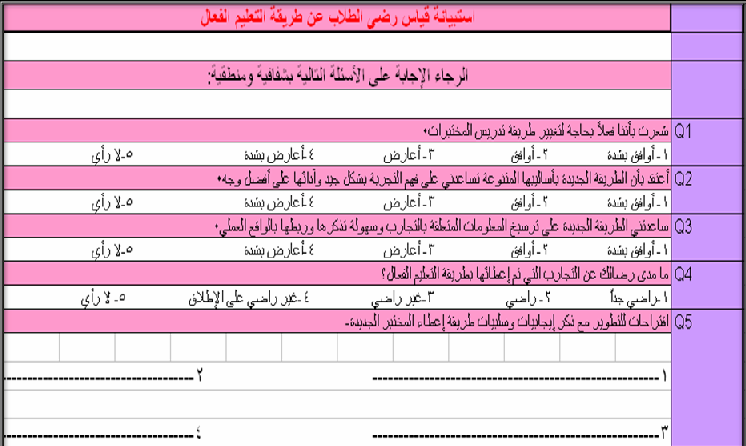 استبيانة قياس رضى الطلاب عن طريقة التعليم الفعال
الرجاء الإجابة على الأسئلة التالية بشفافية ومنطقية:
Q1 شعرت بأننا فعلاً بحاجة لتغيير طريقة تدريس المختبرات.
١- أوافق بشدة ٢- أوافق ٣- أعارض ٤- أعارض بشدة ٥- لا رأي
Q2 أعتقد بأن الطريقة الجديدة بأساليبها المتنوعة تساعدني على فهم التجربة بشكل جيد وأدائها على أفضل وجه.
١- أوافق بشدة ٢- أوافق ٣- أعارض ٤- أعارض بشدة ٥- لا رأي
Q3 ساعدتني الطريقة الجديدة على ترسيخ المعلومات المتعلقة بالتجارب وسهولة تذكرها وربطها بالواقع العملي.
١- أوافق بشدة ٢- أوافق ٣- أعارض ٤- أعارض بشدة ٥- لا رأي
Q4 ما مدى رضائك عن التجارب التي تم إعطائها بطريقة التعليم الفعال؟
١- راضي جداً ٢- راضي ٣- غير راضي ٤- غير راضي على الإطلاق ٥- لا رأي
Q5 اقتراحات للتطوير مع ذكر إيجابيات وسلبيات طريقة إعطاء المختبر الجديدة.
١- ---------- ٢ ----------
٣- ---------- ٤ ----------